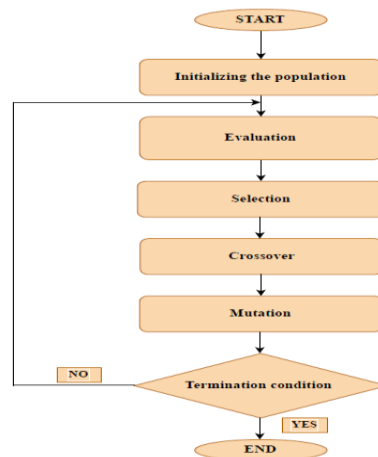 START
Initializing the population
Evaluation
Selection
Crossover
Mutation
Termination condition
NO
YES
END